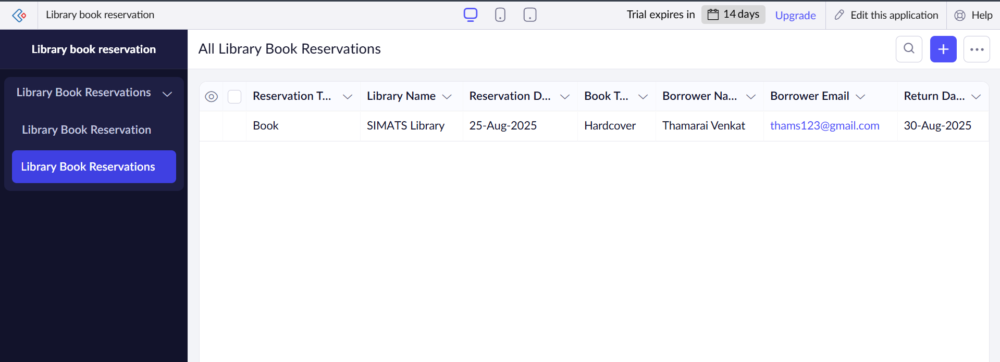 Library book reservation
Trial expires in 14 days Upgrade Edit this application Help
Library book reservation
Library Book Reservations
Library Book Reservation
Library Book Reservations
All Library Book Reservations
Reservation T... Library Name Reservation D... Book T... Borrower Na... Borrower Email Return Da...
Book SIMATS Library 25-Aug-2025 Hardcover Thamarai Venkat thams123@gmail.com 30-Aug-2025